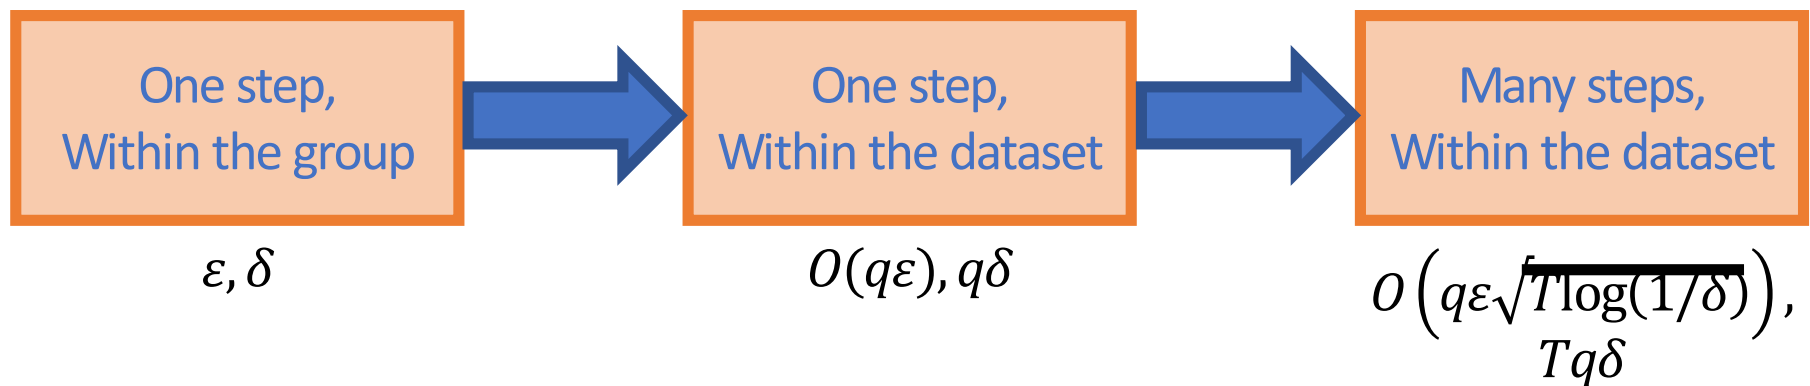 One step,
Within the group
ε, δ
One step,
Within the dataset
O(qε), qδ
Many steps,
Within the dataset
O(qε√(Tlog(1/δ))),
Tqδ